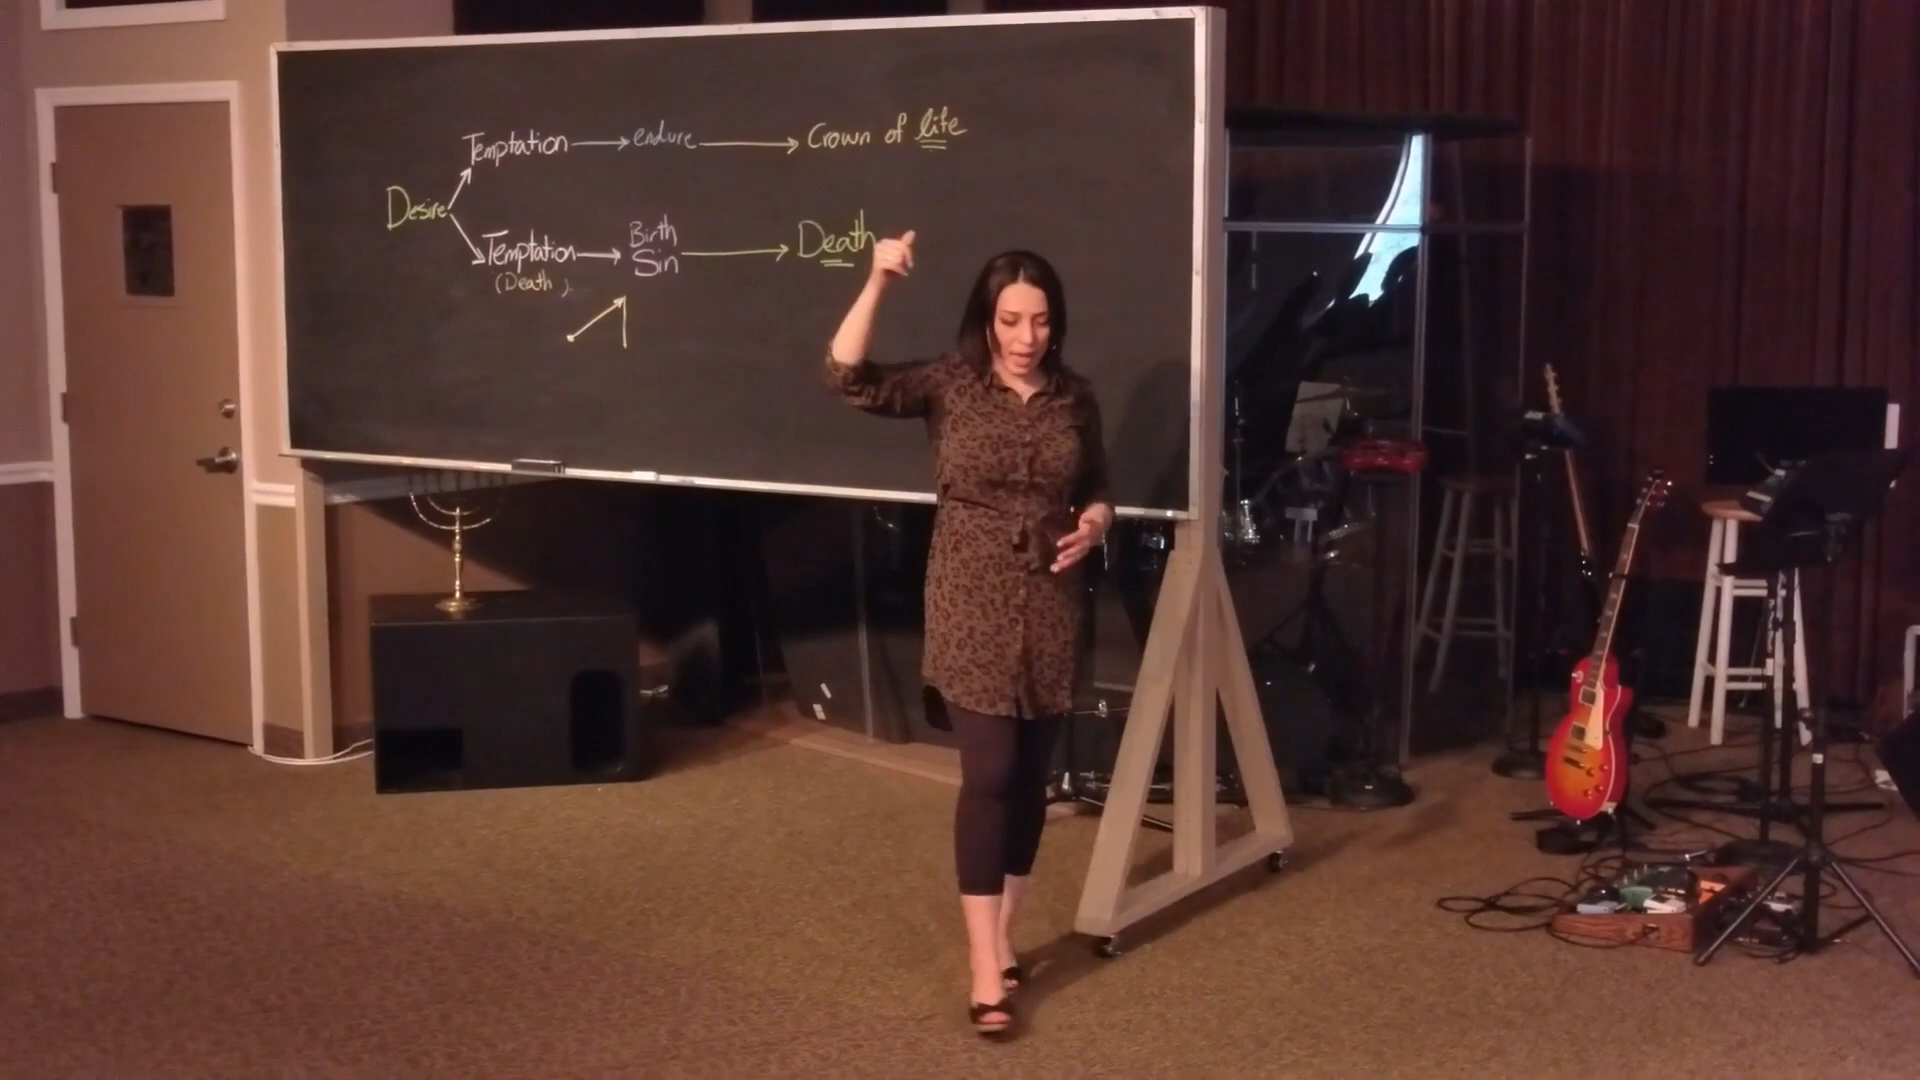 Temptation → endure → Crown of life
Desire
Temptation → Birth Sin → Death
(Death)